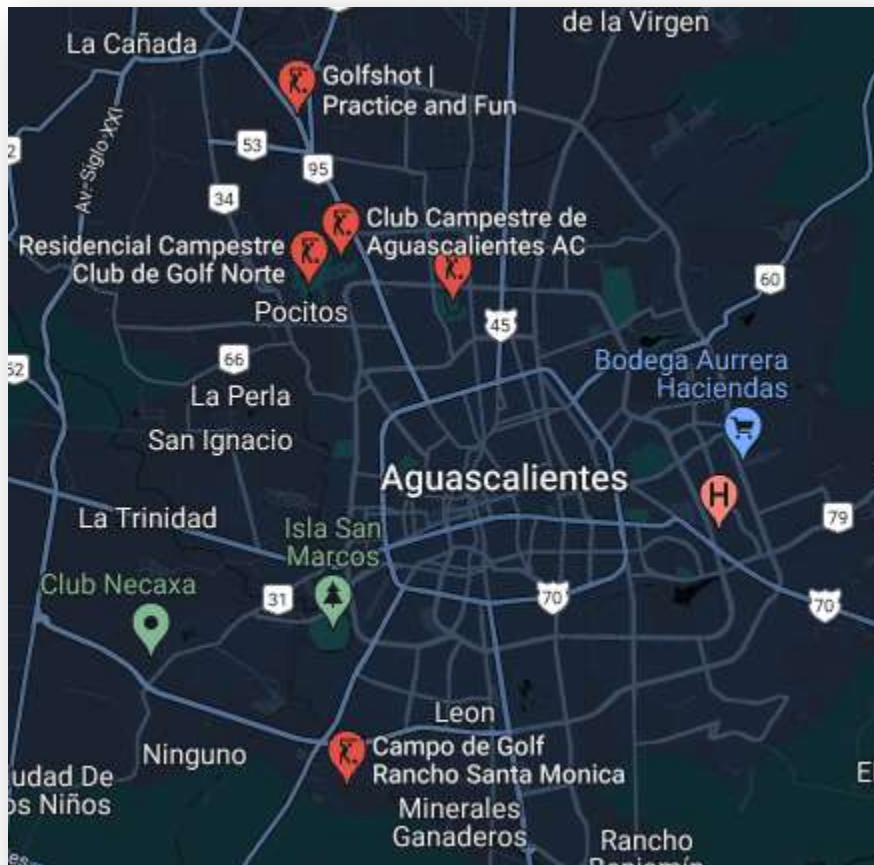 de la Virgen
La Cañada
Golfshot |
Practice and Fun
Av. Siglo XXI
53
95
34
Club Campestre de
Aguascalientes AC
Residencial Campestre
Club de Golf Norte
60
Pocitos
45
66
Bodega Aurrera
Haciendas
La Perla
San Ignacio
Aguascalientes
H
La Trinidad
79
Isla San
Marcos
Club Necaxa
31
70
70
Leon
Ninguno
Campo de Golf
Rancho Santa Monica
Minerales
Ganaderos
Rancho